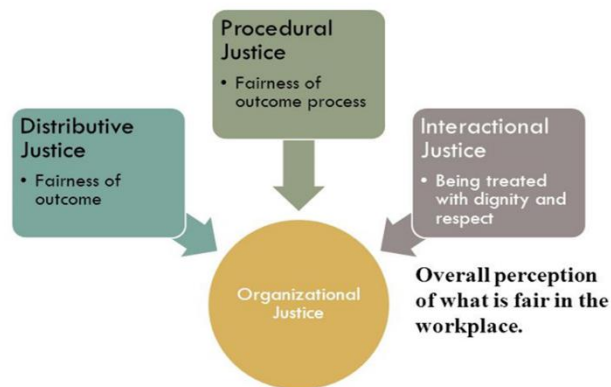 Procedural
Justice
• Fairness of
outcome process
Distributive
Justice
• Fairness of
outcome
Interactional
Justice
• Being treated
with dignity and
respect
Organizational
Justice
Overall perception
of what is fair in the
workplace.